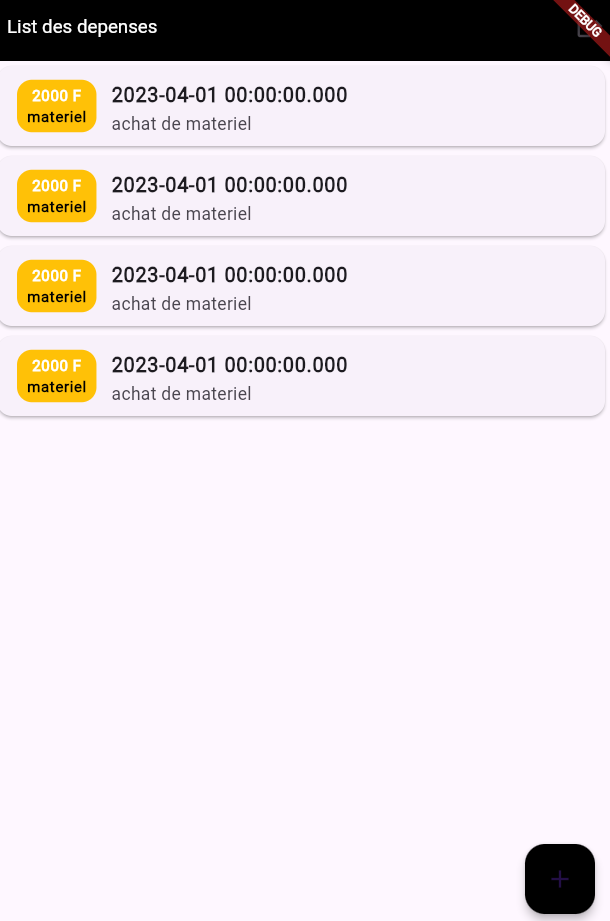 List des depenses
DEBUG
2000 F
materiel
2023-04-01 00:00:00.000
achat de materiel
2000 F
materiel
2023-04-01 00:00:00.000
achat de materiel
2000 F
materiel
2023-04-01 00:00:00.000
achat de materiel
2000 F
materiel
2023-04-01 00:00:00.000
achat de materiel